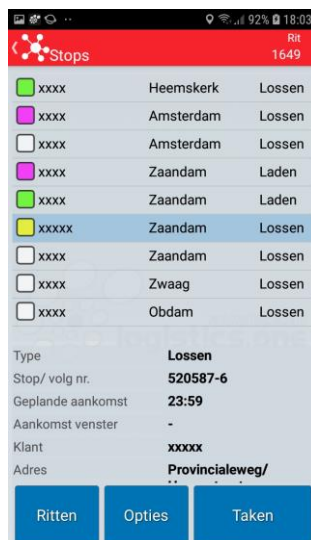 92% 18:03
Stops
Rit
1649
xxxx Heemskerk Lossen
xxxx Amsterdam Lossen
xxxx Amsterdam Lossen
xxxx Zaandam Laden
xxxx Zaandam Laden
xxxxx Zaandam Lossen
xxxx Zaandam Lossen
xxxx Zwaag Lossen
xxxx Obdam Lossen
Type Lossen
Stop/ volg nr. 520587-6
Geplande aankomst 23:59
Aankomst venster -
Klant xxxxx
Adres Provincialeweg/
Ritten Opties Taken